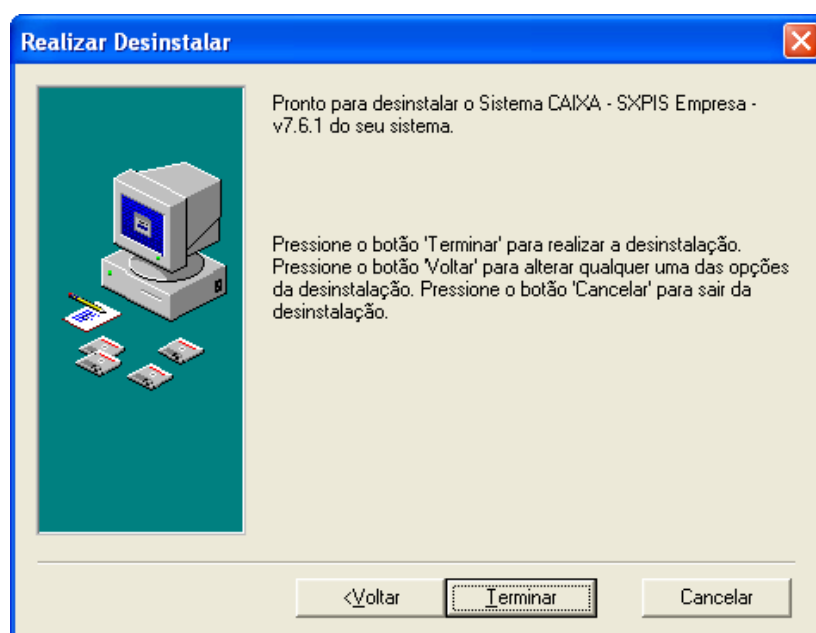 Realizar Desinstalar
Pronto para desinstalar o Sistema CAIXA - SXPIS Empresa -
v7.6.1 do seu sistema.
Pressione o botão 'Terminar' para realizar a desinstalação.
Pressione o botão 'Voltar' para alterar qualquer uma das opções
da desinstalação. Pressione o botão 'Cancelar' para sair da
desinstalação.
<Voltar
Terminar
Cancelar